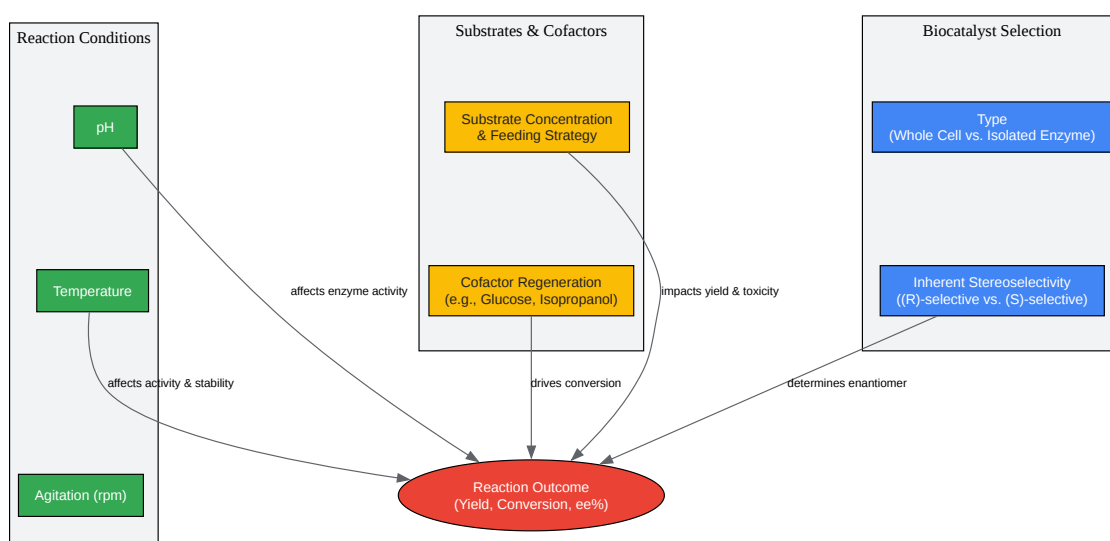 Reaction Conditions
pH
Temperature
Agitation (rpm)
Substrates & Cofactors
Substrate Concentration
& Feeding Strategy
Cofactor Regeneration
(e.g., Glucose, Isopropanol)
Biocatalyst Selection
Type
(Whole Cell vs. Isolated Enzyme)
Inherent Stereoselectivity
((R)-selective vs. (S)-selective)
affects enzyme activity
impacts yield & toxicity
affects activity & stability
drives conversion
determines enantiomer
Reaction Outcome
(Yield, Conversion, ee%)